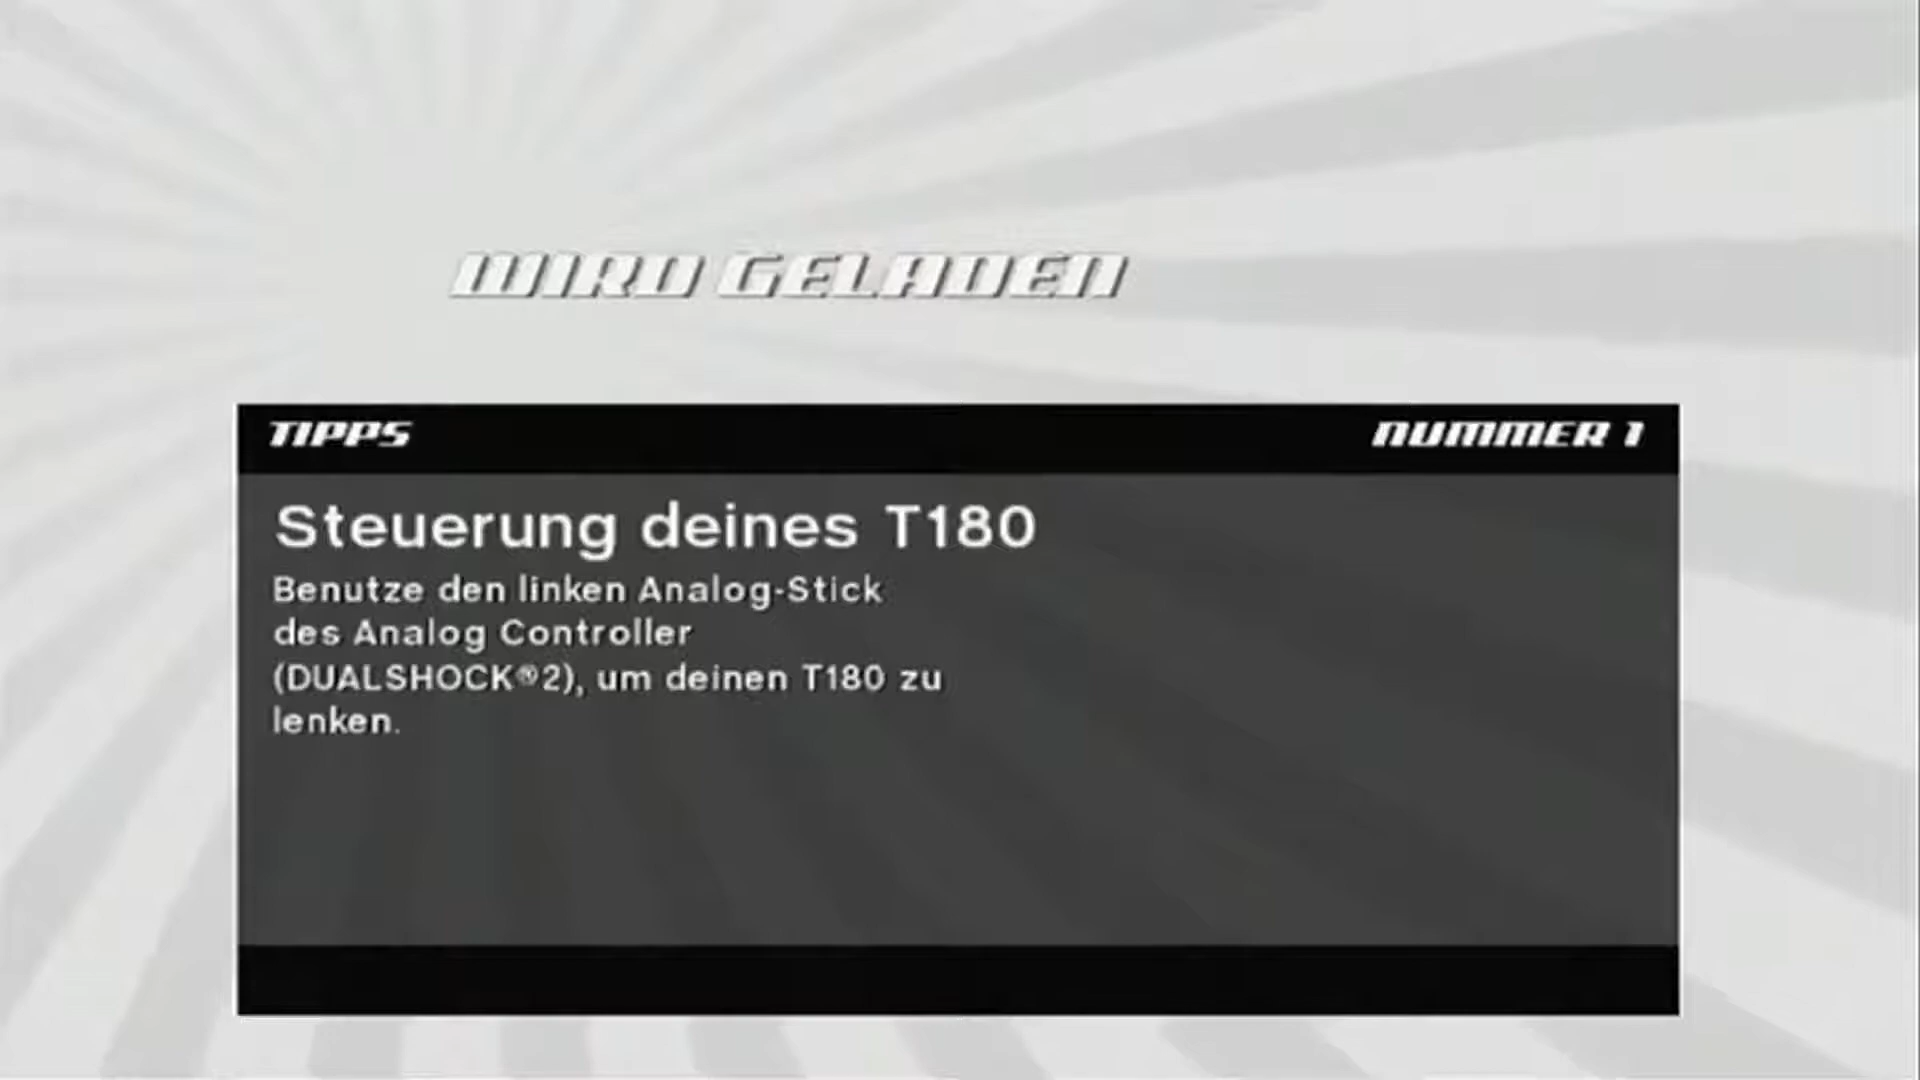 WIRD GELADEN
TIPPS
NUMMER 1
Steuerung deines T180
Benutze den linken Analog-Stick
des Analog Controller
(DUALSHOCK®2), um deinen T180 zu
lenken.